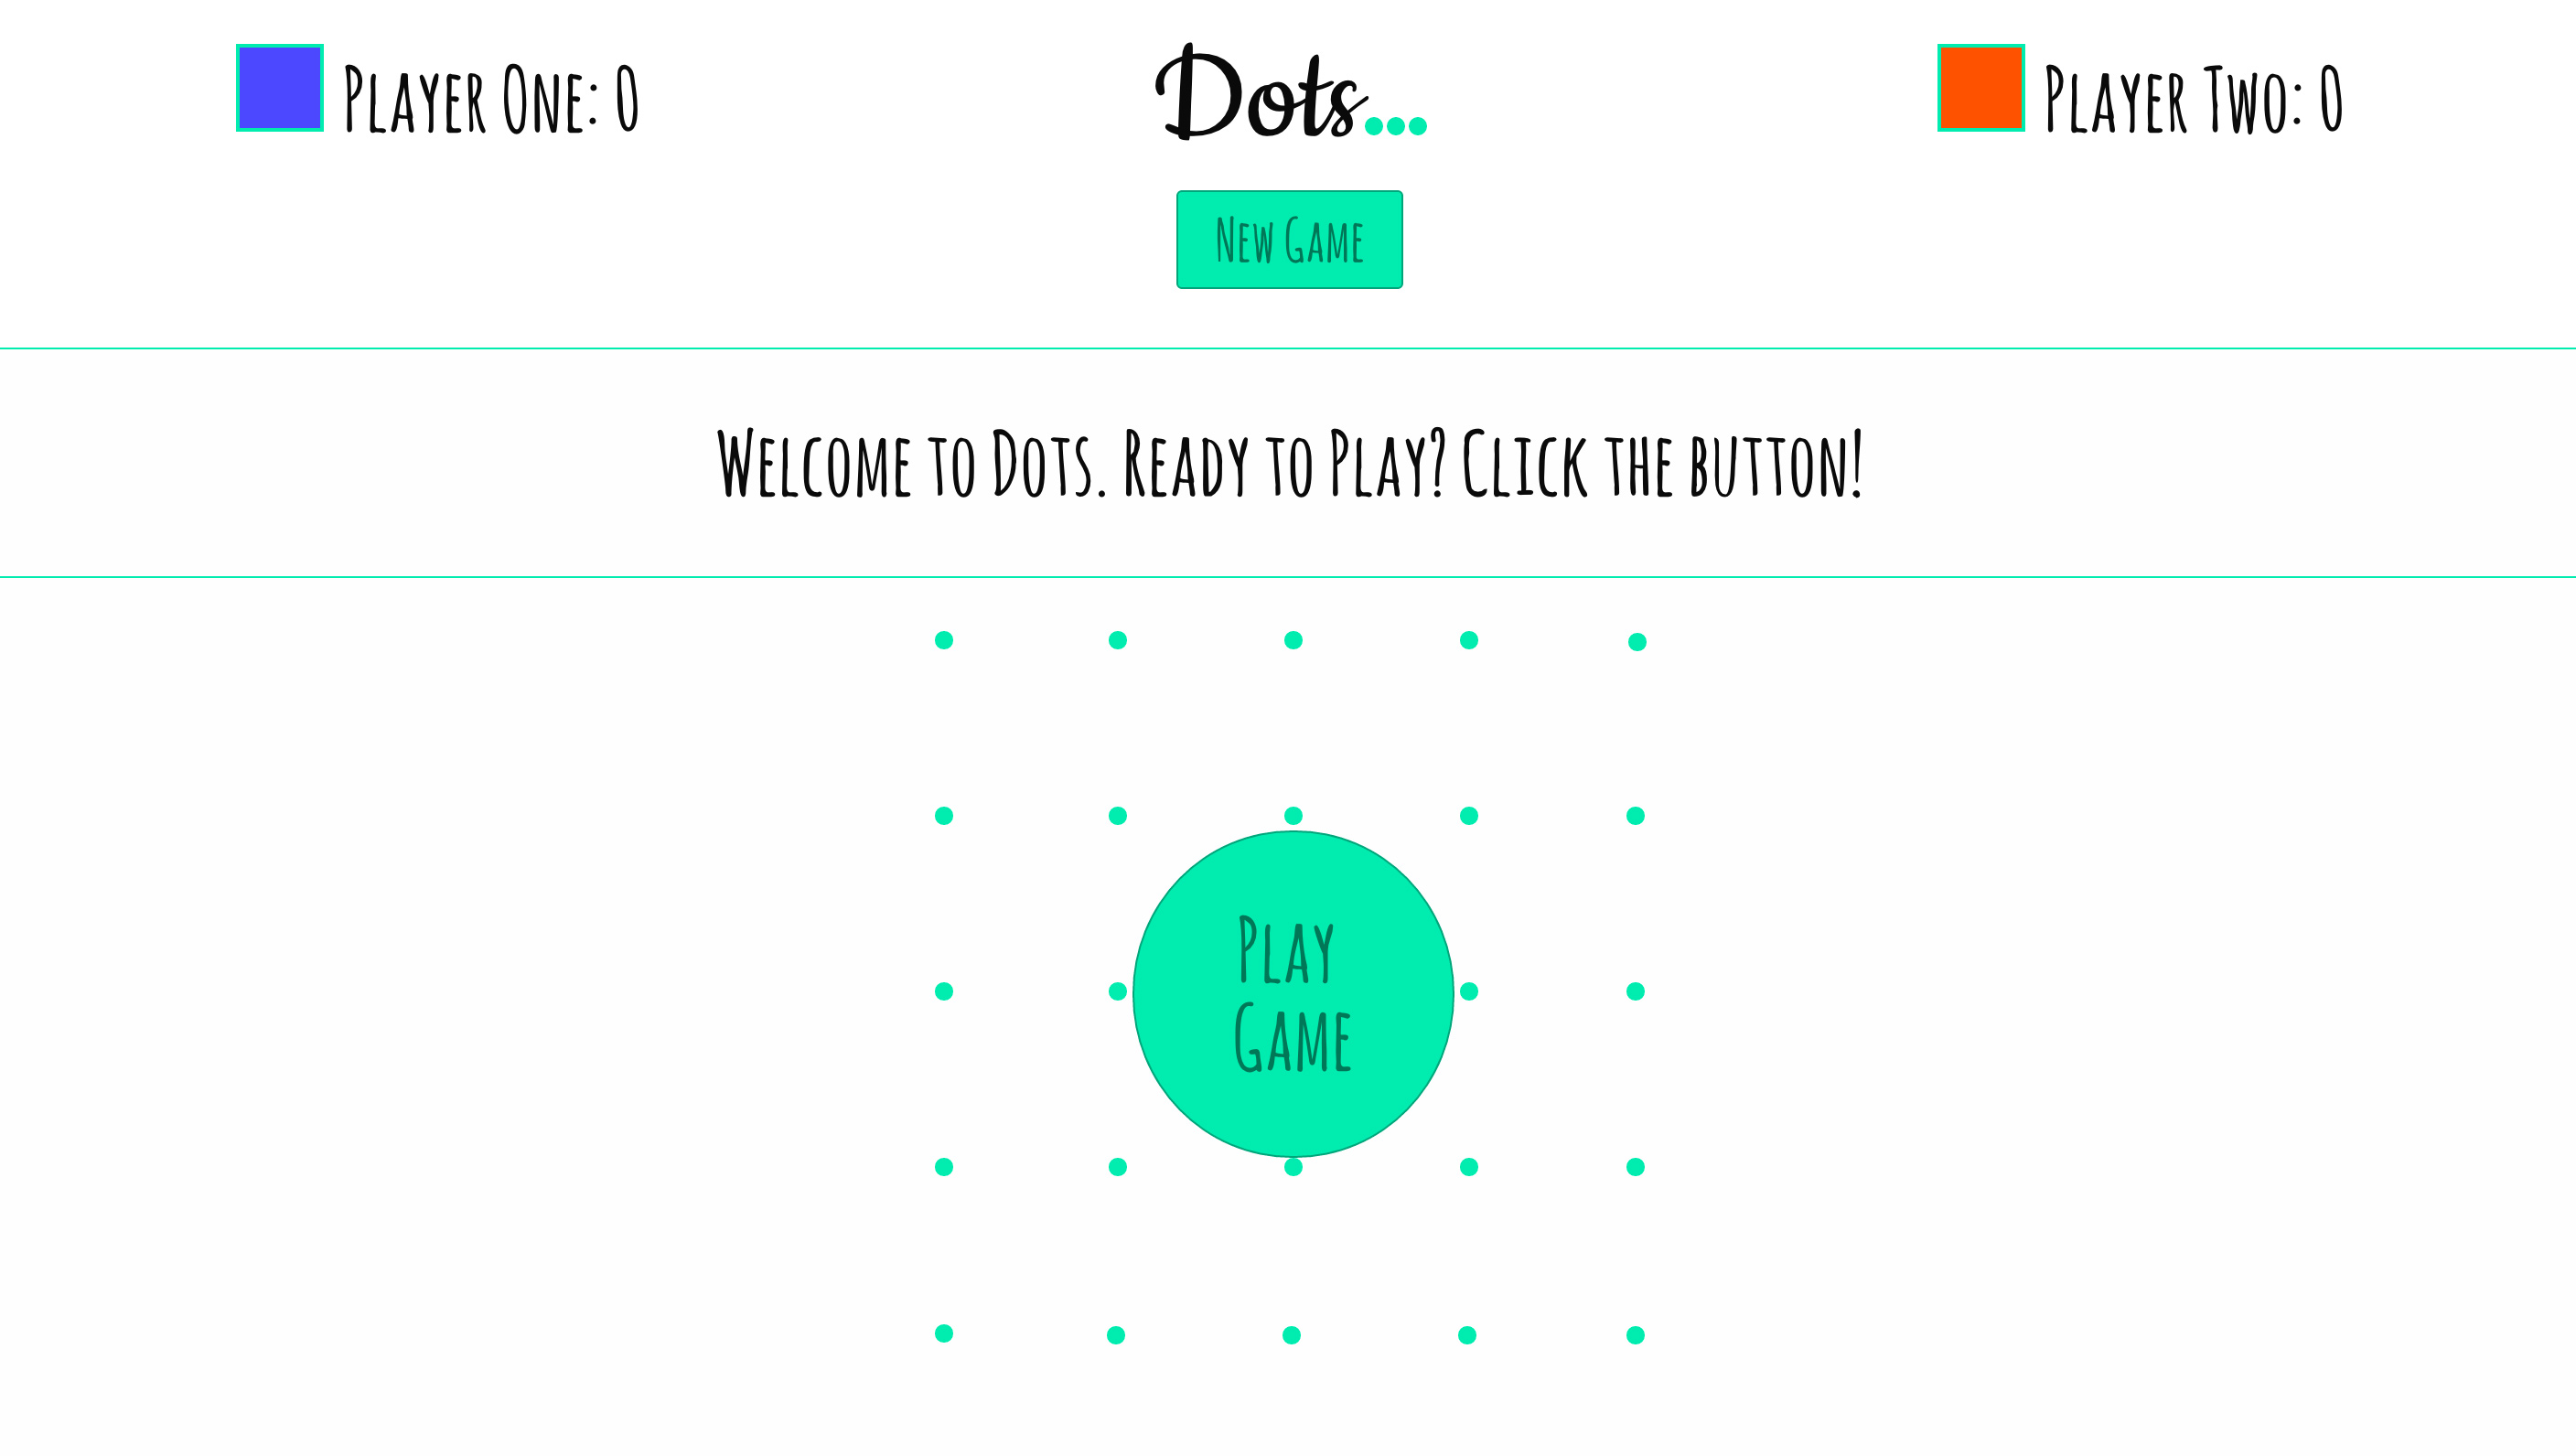 Player One: 0
Dots...
Player Two: 0
New Game
Welcome to Dots. Ready to Play? Click the button!
Play
Game